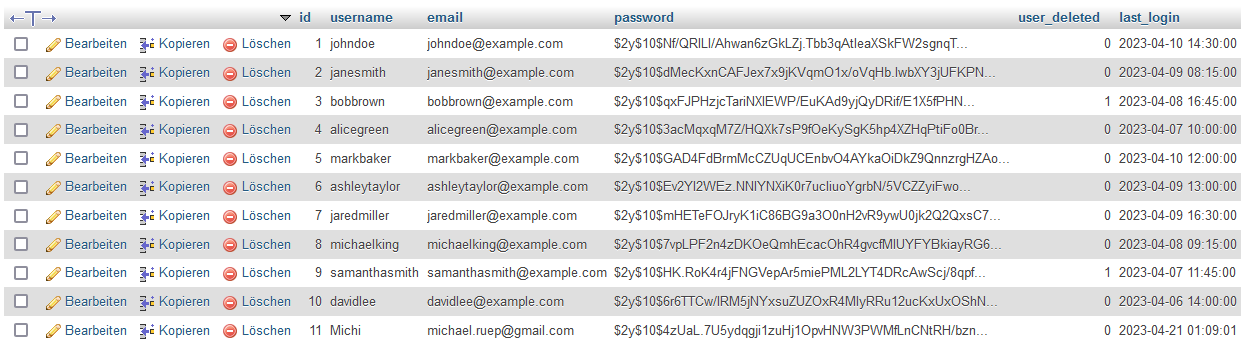 id username email password user_deleted last_login
Bearbeiten Kopieren Löschen 1 johndoe johndoe@example.com $2y$10$Nf/QRILI/Ahwan6zGkLZj.Tbb3qAtleaXSkFW2sgnqT... 0 2023-04-10 14:30:00
Bearbeiten Kopieren Löschen 2 janesmith janesmith@example.com $2y$10$dMecKxnCAFJex7x9jKVqmO1x/oVqHb.lwbXY3jUFKPN... 0 2023-04-09 08:15:00
Bearbeiten Kopieren Löschen 3 bobbrown bobbrown@example.com $2y$10$qxFJPHzjcTariNXlEWP/EuKAd9yjQyDRif/E1X5fPHN... 1 2023-04-08 16:45:00
Bearbeiten Kopieren Löschen 4 alicegreen alicegreen@example.com $2y$10$3acMqxqM7Z/HQXk7sP9fOeKySgK5hp4XZHqPtiFo0Br... 0 2023-04-07 10:00:00
Bearbeiten Kopieren Löschen 5 markbaker markbaker@example.com $2y$10$GAD4FdBrmMcCZUqUCEnbvO4AYkaOiDkZ9QnnzrgHZAo... 0 2023-04-10 12:00:00
Bearbeiten Kopieren Löschen 6 ashleytaylor ashleytaylor@example.com $2y$10$Ev2Yl2WEz.NNIYNXiK0r7ucliuoYgrbN/5VCZZyiFwo... 0 2023-04-09 13:00:00
Bearbeiten Kopieren Löschen 7 jaredmiller jaredmiller@example.com $2y$10$mHETeFOJryK1iC86BG9a3O0nH2vR9ywU0jk2Q2QxsC7... 0 2023-04-09 16:30:00
Bearbeiten Kopieren Löschen 8 michaelking michaelking@example.com $2y$10$7vpLPF2n4zDKOeQmhEcacOhR4gvcfMlUYFYBkiayRG6... 0 2023-04-08 09:15:00
Bearbeiten Kopieren Löschen 9 samanthasmith samanthasmith@example.com $2y$10$HK.RoK4r4jFNGVepAr5miePML2LYT4DRcAwScj/8qpf... 1 2023-04-07 11:45:00
Bearbeiten Kopieren Löschen 10 davidlee davidlee@example.com $2y$10$6r6TTCw/lRM5jNYxsuZUZOxR4MlyRRu12ucKxUxOShN... 0 2023-04-06 14:00:00
Bearbeiten Kopieren Löschen 11 Michi michael.ruep@gmail.com $2y$10$4zUaL.7U5ydqgji1zuHj1OpvHNW3PWMfLnCNtRH/bzn... 0 2023-04-21 01:09:01